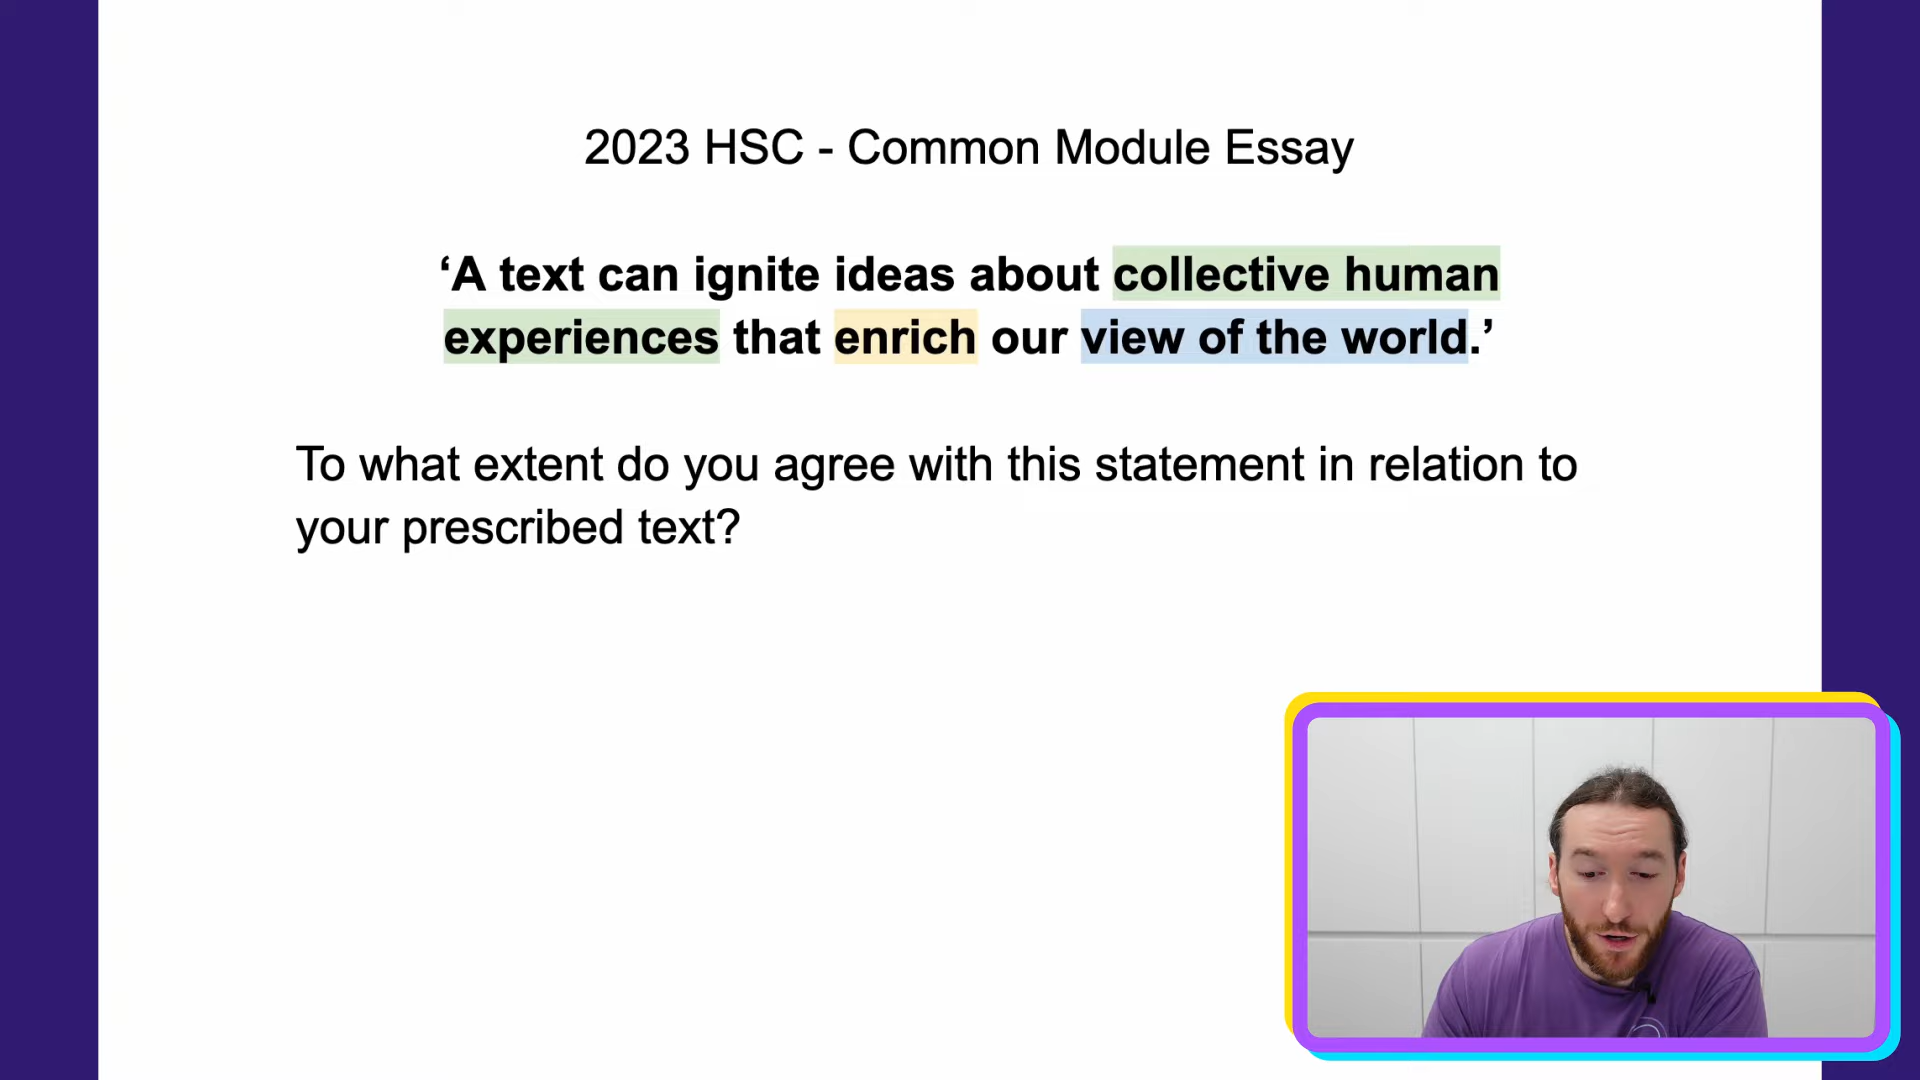 2023 HSC - Common Module Essay
‘A text can ignite ideas about collective human
experiences that enrich our view of the world.’
To what extent do you agree with this statement in relation to
your prescribed text?